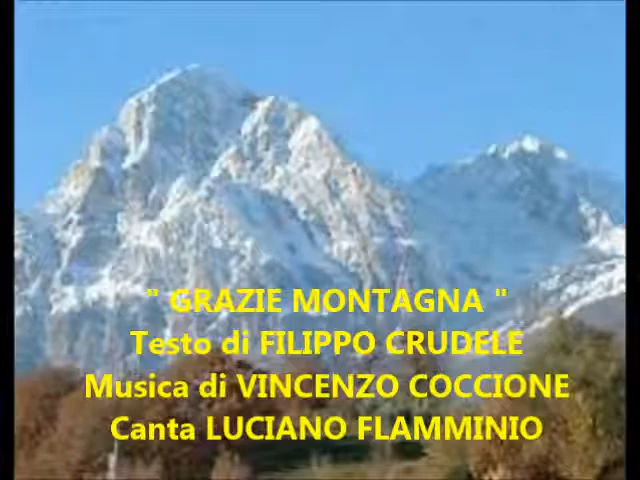 " GRAZIE MONTAGNA "
Testo di FILIPPO CRUDELE
Musica di VINCENZO COCCIONE
Canta LUCIANO FLAMMINIO